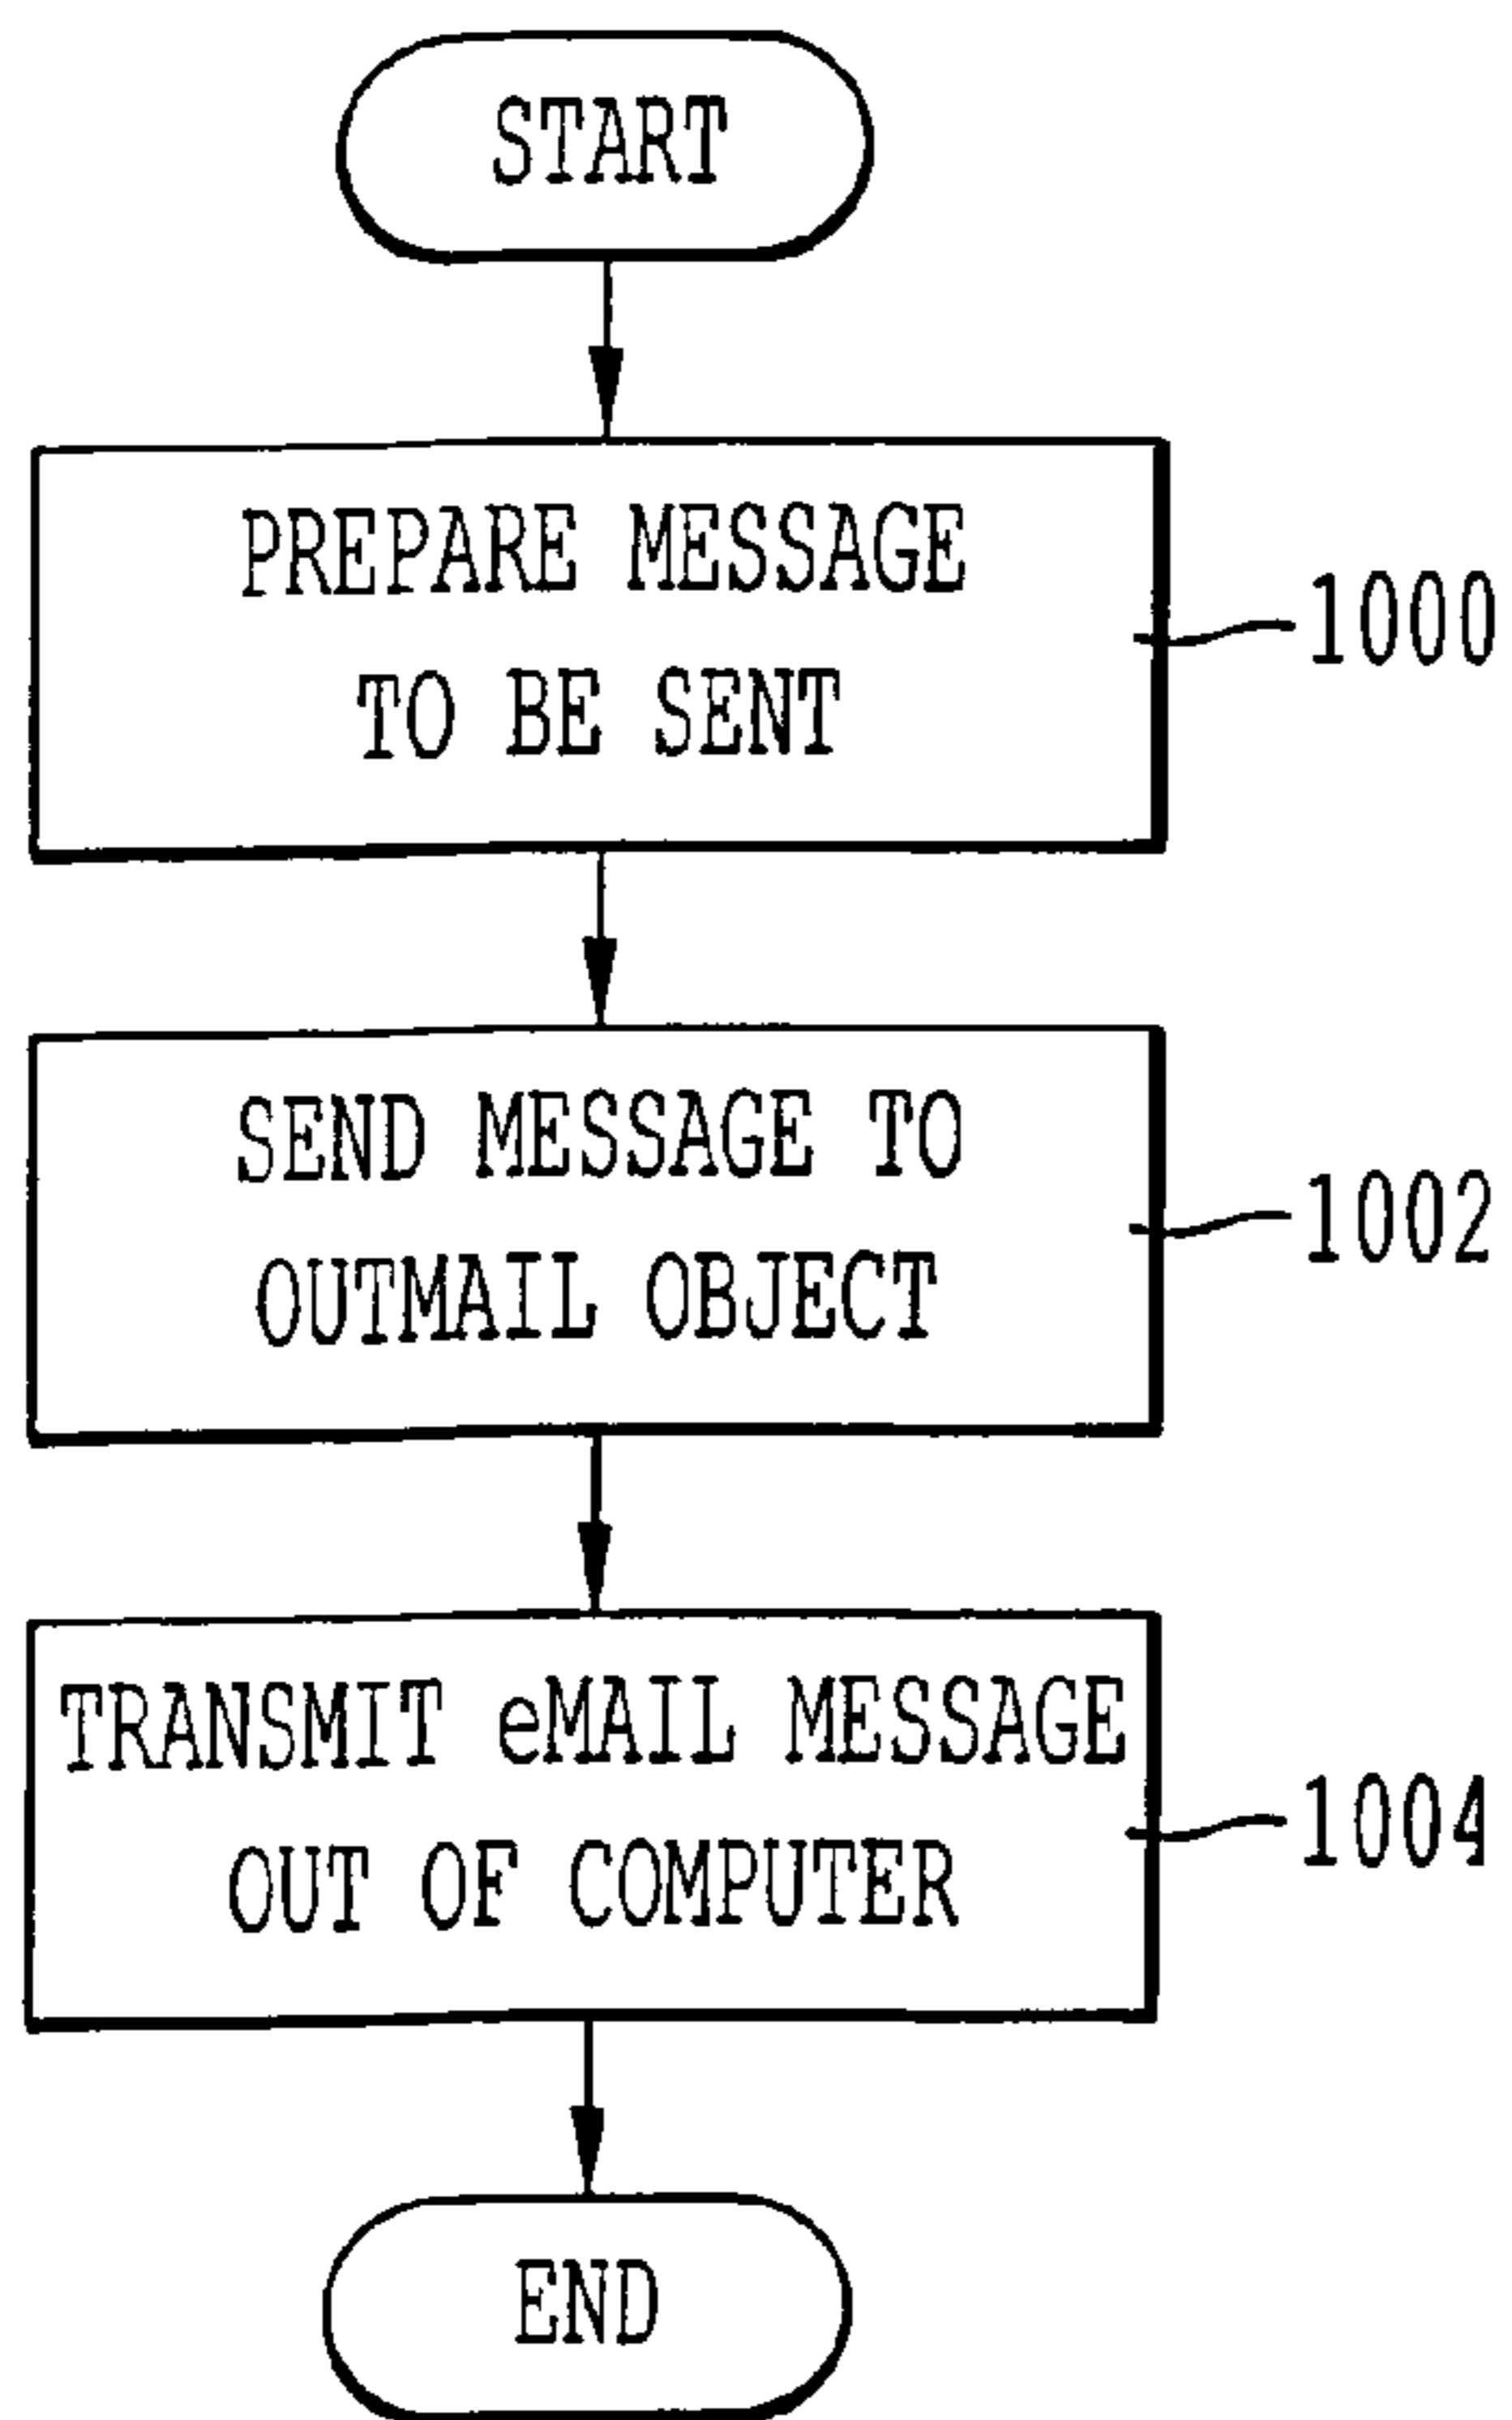 START
PREPARE MESSAGE
TO BE SENT
1000
SEND MESSAGE TO
OUTMAIL OBJECT
1002
TRANSMIT eMAIL MESSAGE
OUT OF COMPUTER
1004
END